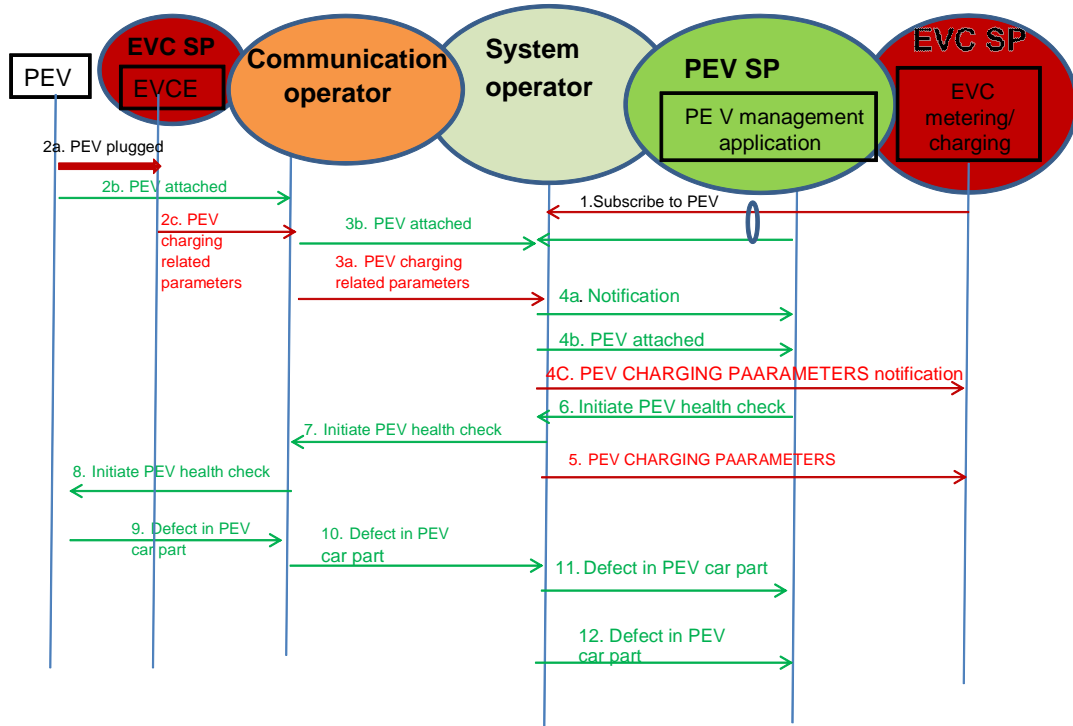 EVC SP
PEV
EVCE
Communication
operator
System
operator
PEV SP
PE V management
application
EVC SP
EVC
metering/
charging
2a. PEV plugged
2b. PEV attached
1.Subscribe to PEV
2c. PEV
charging
related
parameters
3b. PEV attached
3a. PEV charging
related parameters
4a. Notification
4b. PEV attached
4C. PEV CHARGING PAARAMETERS notification
6. Initiate PEV health check
7. Initiate PEV health check
5. PEV CHARGING PAARAMETERS
8. Initiate PEV health check
9. Defect in PEV
car part
10. Defect in PEV
car part
11. Defect in PEV car part
12. Defect in PEV
car part